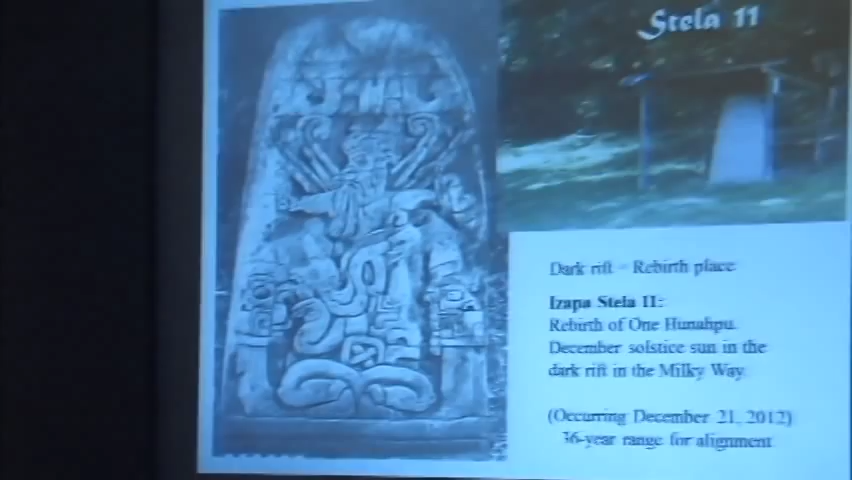 Stela 11
Dark rift = Rebirth place
Izapa Stela 11:
Rebirth of One Hunahpu.
December solstice sun in the
dark rift in the Milky Way
(Occurring December 21, 2012)
36-year range for alignment